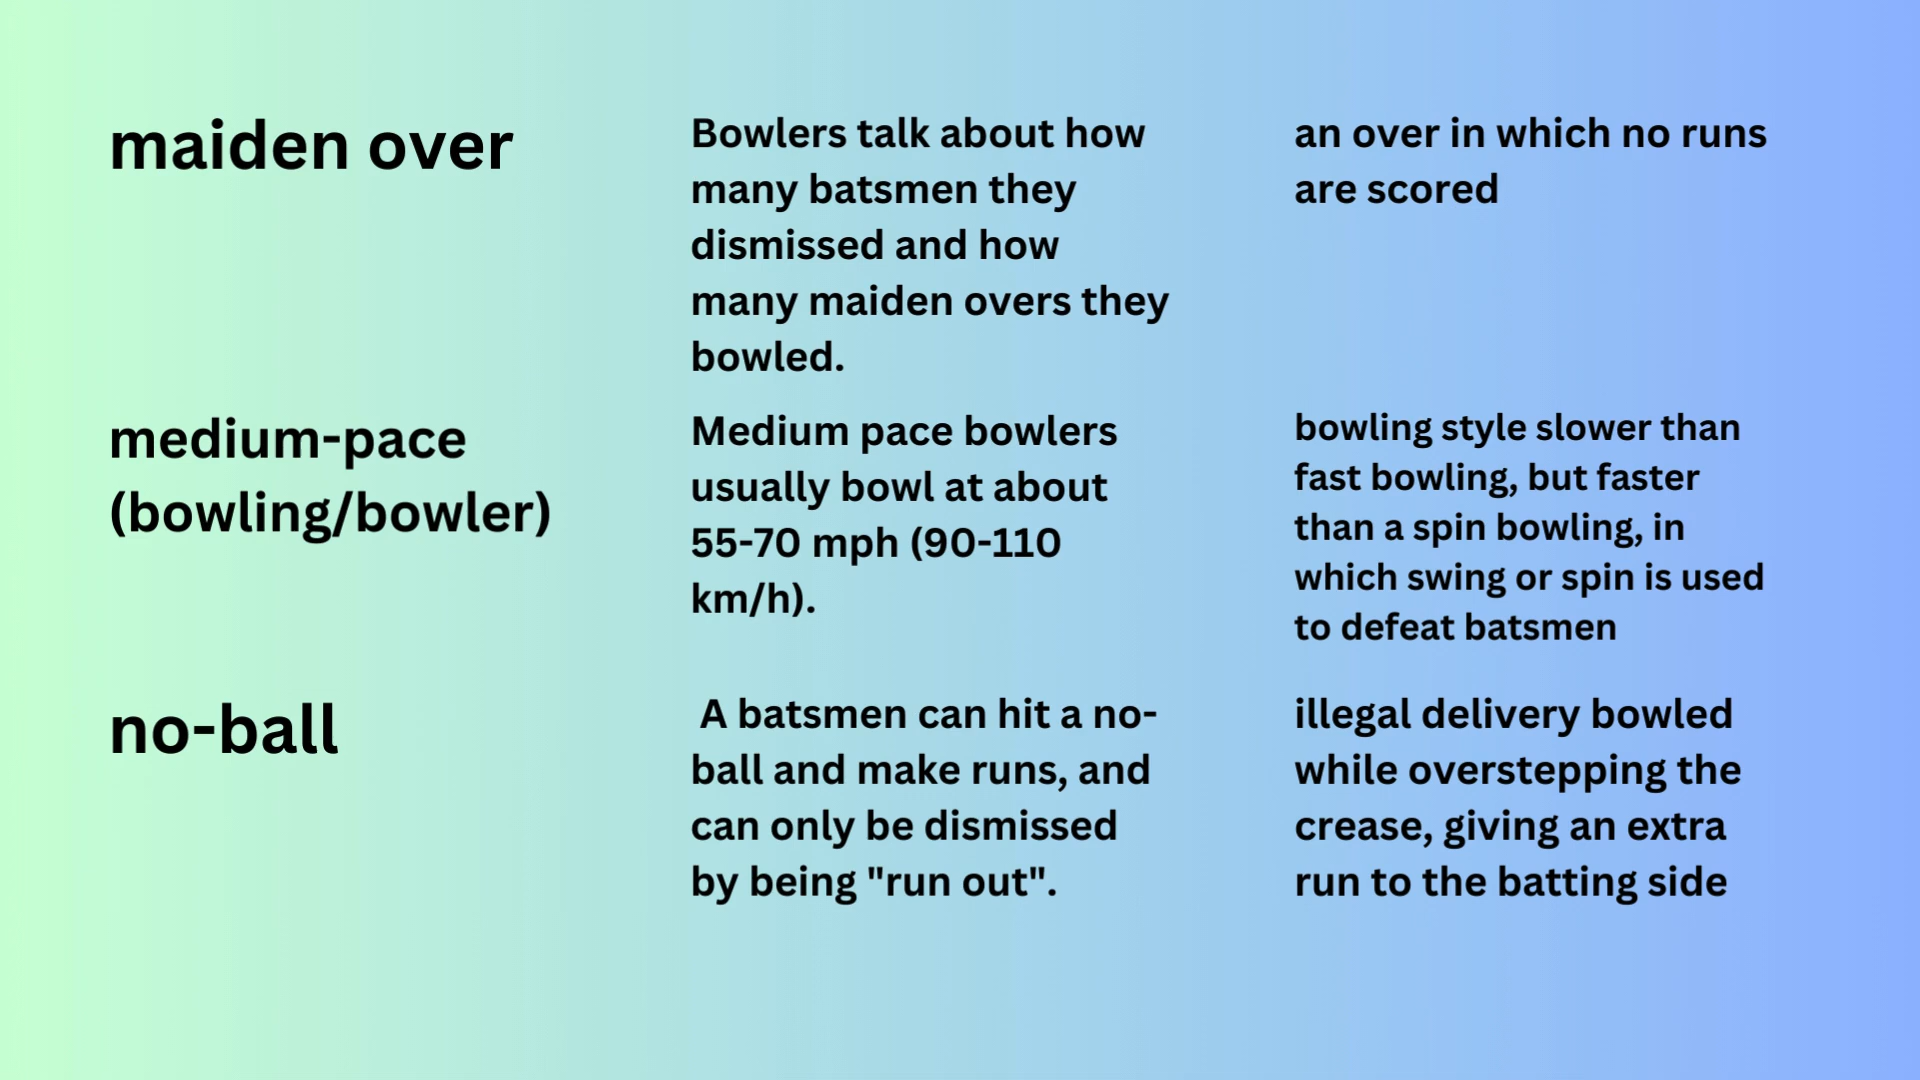 maiden over
Bowlers talk about how
many batsmen they
dismissed and how
many maiden overs they
bowled.
an over in which no runs
are scored
medium-pace
(bowling/bowler)
Medium pace bowlers
usually bowl at about
55-70 mph (90-110
km/h).
bowling style slower than
fast bowling, but faster
than a spin bowling, in
which swing or spin is used
to defeat batsmen
no-ball
A batsmen can hit a no-
ball and make runs, and
can only be dismissed
by being "run out".
illegal delivery bowled
while overstepping the
crease, giving an extra
run to the batting side